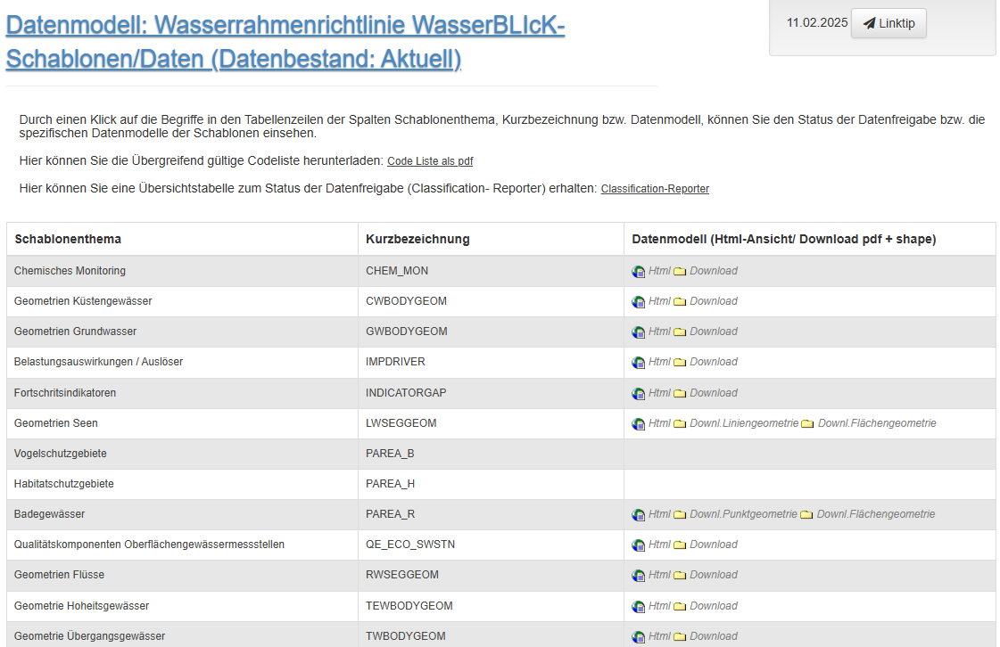 Datenmodell: Wasserrahmenrichtlinie WasserBLIcK-
Schablonen/Daten (Datenbestand: Aktuell)
11.02.2025 Linktip
Durch einen Klick auf die Begriffe in den Tabellenzeilen der Spalten Schablonenthema, Kurzbezeichnung bzw. Datenmodell, können Sie den Status der Datenfreigabe bzw. die
spezifischen Datenmodelle der Schablonen einsehen.
Hier können Sie die Übergreifend gültige Codeliste herunterladen: Code Liste als pdf
Hier können Sie eine Übersichtstabelle zum Status der Datenfreigabe (Classification- Reporter) erhalten: Classification-Reporter
Schablonenthema Kurzbezeichnung Datenmodell (Html-Ansicht/ Download pdf + shape)
Chemisches Monitoring CHEM_MON Html Download
Geometrien Küstengewässer CWBODYGEOM Html Download
Geometrien Grundwasser GWBODYGEOM Html Download
Belastungsauswirkungen / Auslöser IMPDRIVER Html Download
Fortschritsindikatoren INDICATORGAP Html Download
Geometrien Seen LWSEGGEOM Html Downl.Liniengeometrie Downl.Flächengeometrie
Vogelschutzgebiete PAREA_B
Habitatschutzgebiete PAREA_H
Badegewässer PAREA_R Html Downl.Punktgeometrie Downl.Flächengeometrie
Qualitätskomponenten Oberflächengewässermessstellen QE_ECO_SWSTN Html Download
Geometrien Flüsse RWSEGGEOM Html Download
Geometrie Hoheitsgewässer TEWBODYGEOM Html Download
Geometrie Übergangsgewässer TWBODYGEOM Html Download